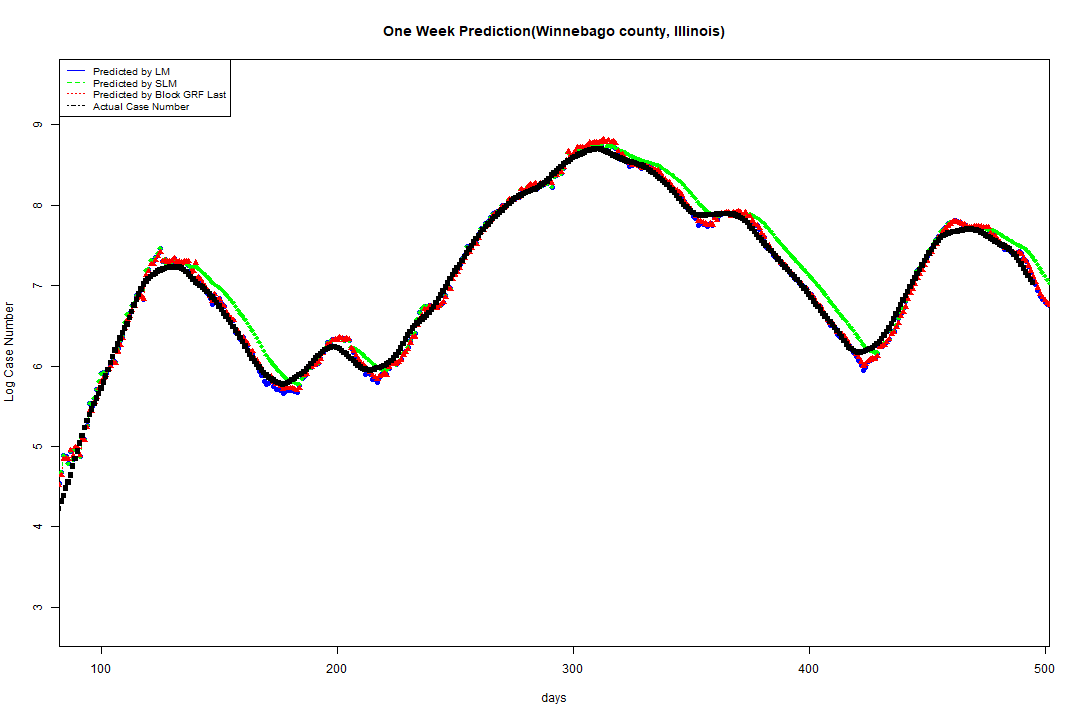 One Week Prediction(Winnebago county, Illinois)
Predicted by LM
Predicted by SLM
Predicted by Block GRF Last
Actual Case Number
9
8
7
6
5
4
3
Log Case Number
100 200 300 400 500
days